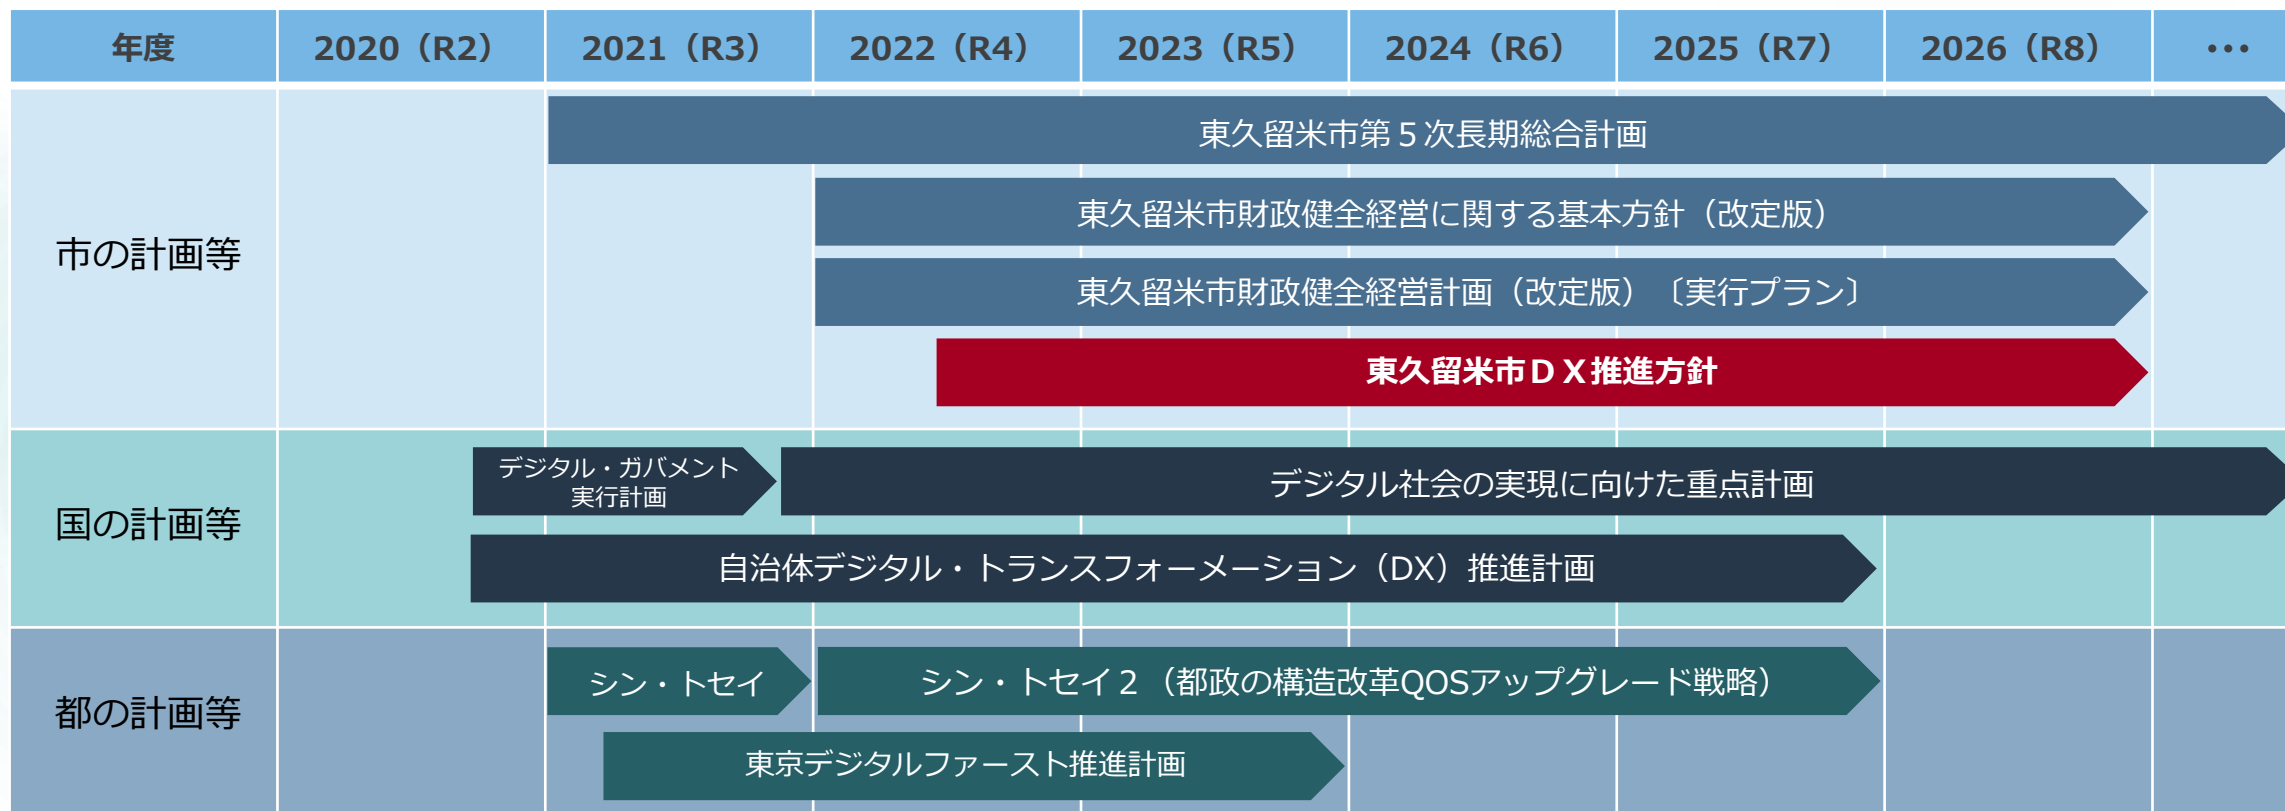 年度 2020（R2） 2021（R3） 2022（R4） 2023（R5） 2024（R6） 2025（R7） 2026（R8） …
市の計画等
東久留米市第５次長期総合計画
東久留米市財政健全経営に関する基本方針（改定版）
東久留米市財政健全経営計画（改定版）〔実行プラン〕
東久留米市ＤＸ推進方針
国の計画等
デジタル・ガバメント
実行計画
デジタル社会の実現に向けた重点計画
自治体デジタル・トランスフォーメーション（DX）推進計画
都の計画等
シン・トセイ
シン・トセイ２（都政の構造改革QOSアップグレード戦略）
東京デジタルファースト推進計画